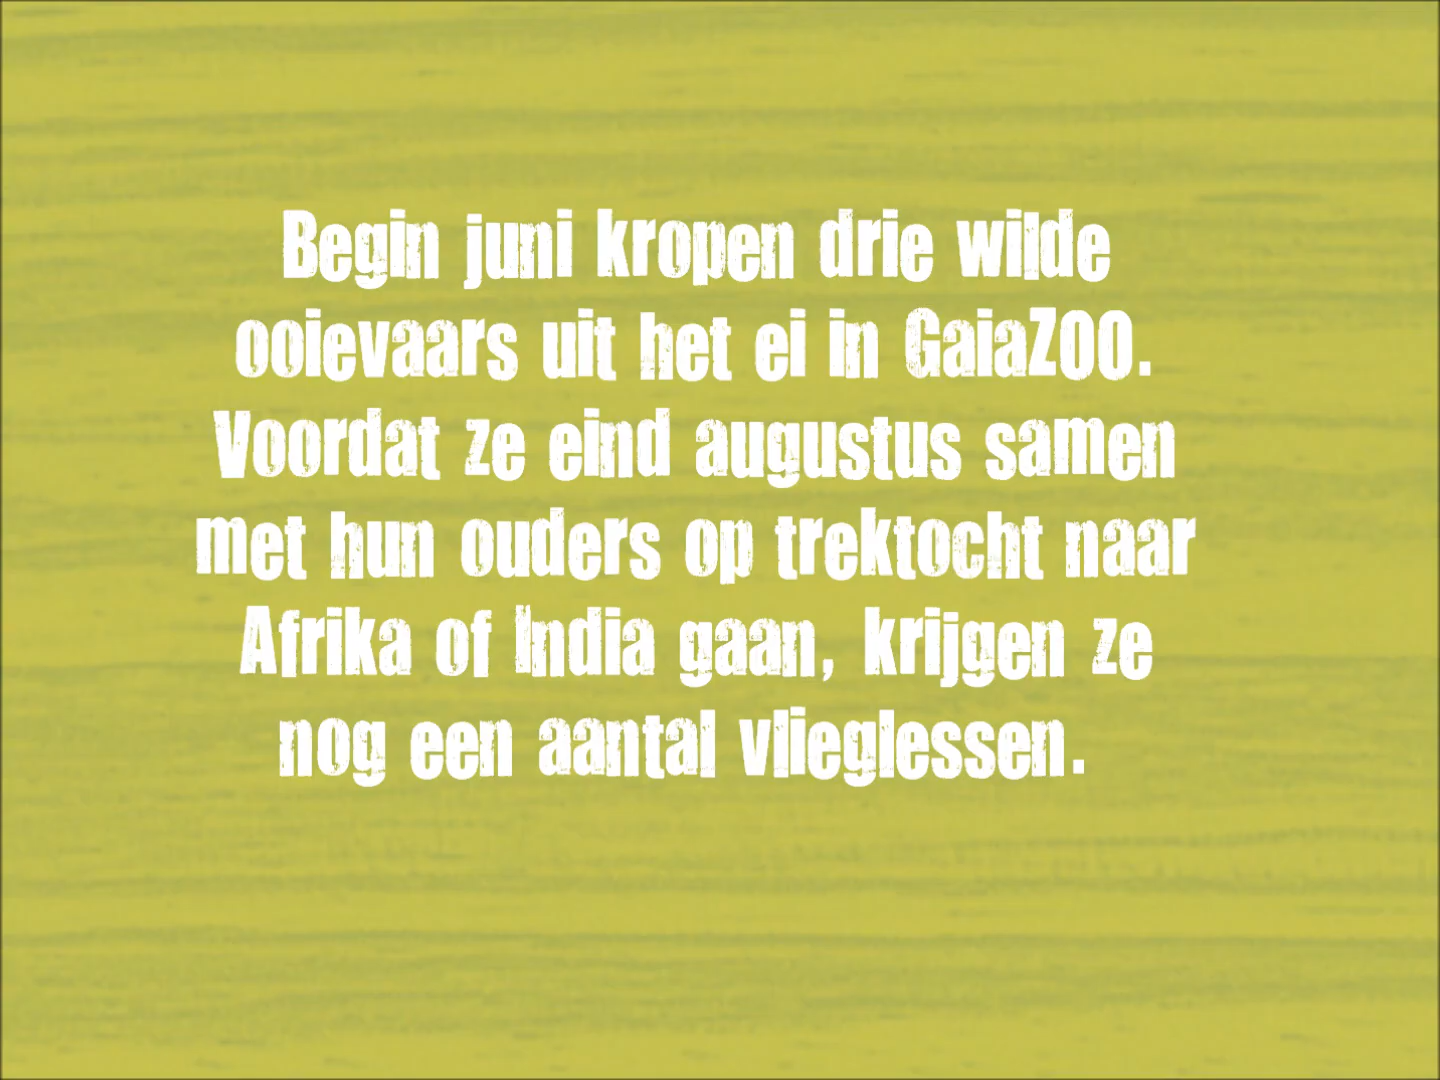 Begin juni kropen drie wilde
ooievaars uit het ei in GaiaZOO.
Voordat ze eind augustus samen
met hun ouders op trektocht naar
Afrika of India gaan, krijgen ze
nog een aantal vlieglessen.